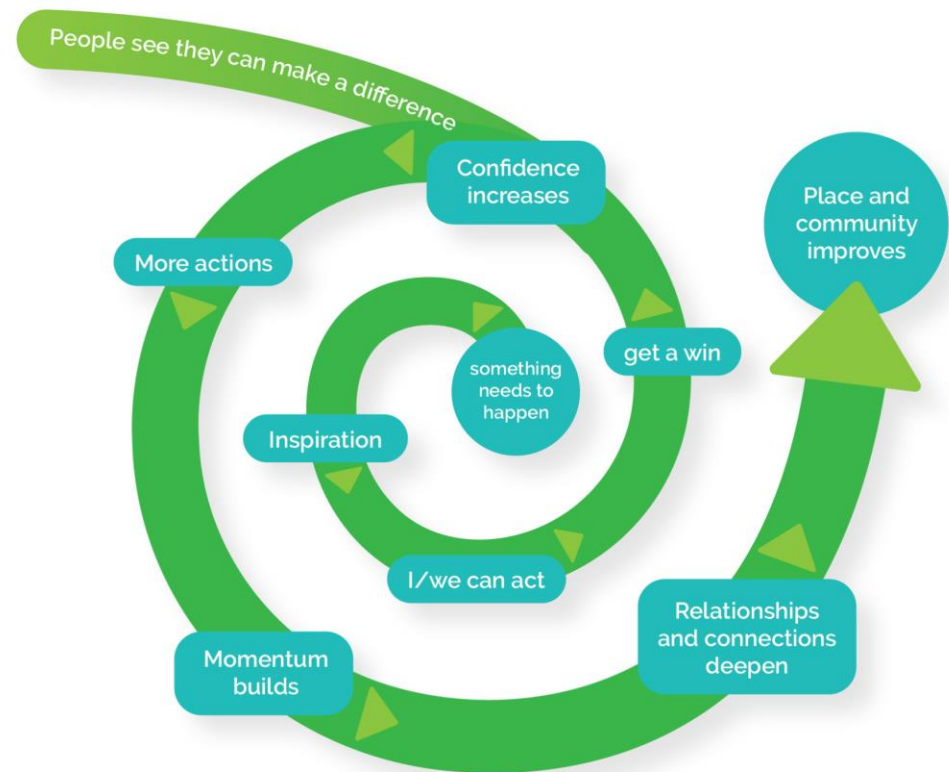 People see they can make a difference
Confidence
increases
Place and
community
improves
More actions
get a win
something
needs to
happen
Inspiration
I/we can act
Relationships
and connections
deepen
Momentum
builds